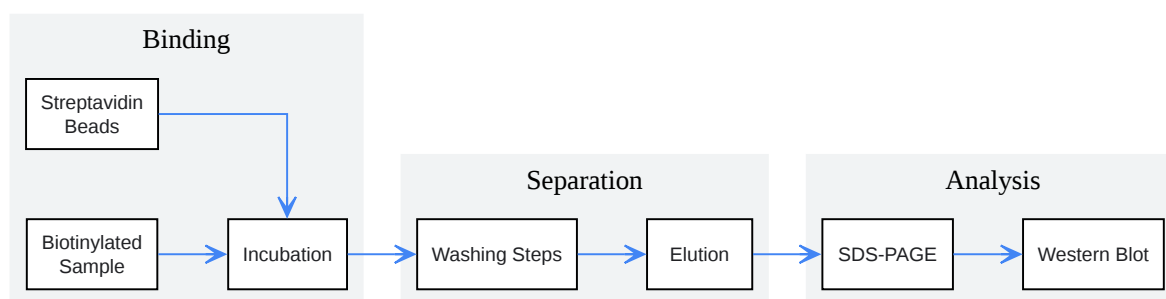 Binding
Streptavidin
Beads
Biotinylated
Sample
Incubation
Separation
Washing Steps
Elution
Analysis
SDS-PAGE
Western Blot